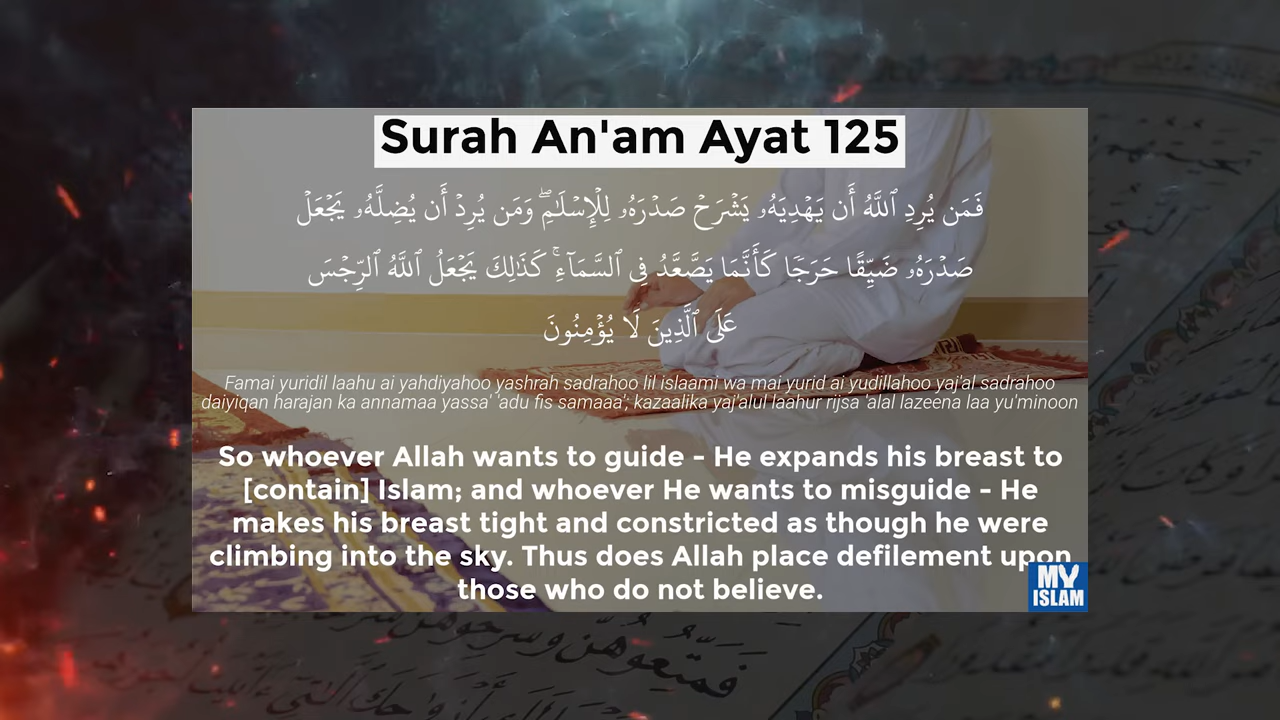 Surah An'am Ayat 125
فَمَن يُرِدِ ٱللَّهُ أَن يَهْدِيَهُۥ يَشْرَحْ صَدْرَهُۥ لِلْإِسْلَٰمِ ۖ وَمَن يُرِدْ أَن يُضِلَّهُۥ يَجْعَلْ
صَدْرَهُۥ ضَيِّقًا حَرَجًا كَأَنَّمَا يَصَّعَّدُ فِى ٱلسَّمَآءِ ۚ كَذَٰلِكَ يَجْعَلُ ٱللَّهُ ٱلرِّجْسَ
عَلَى ٱلَّذِينَ لَا يُؤْمِنُونَ
Famai yuridil laahu ai yahdiyahoo yashrah sadrahoo lil islaami wa mai yurid ai yudillahoo yaj'al sadrahoo
daiyiqan harajan ka annamaa yassa' 'adu fis samaaa'; kazaalika yaj'alul laahur rijsa 'alal lazeena laa yu'minoon
So whoever Allah wants to guide - He expands his breast to
[contain] Islam; and whoever He wants to misguide - He
makes his breast tight and constricted as though he were
climbing into the sky. Thus does Allah place defilement upon
those who do not believe.
MY
ISLAM
فَمَتِّعُوهُنَّ وَسَرِّحُوهُنَّ